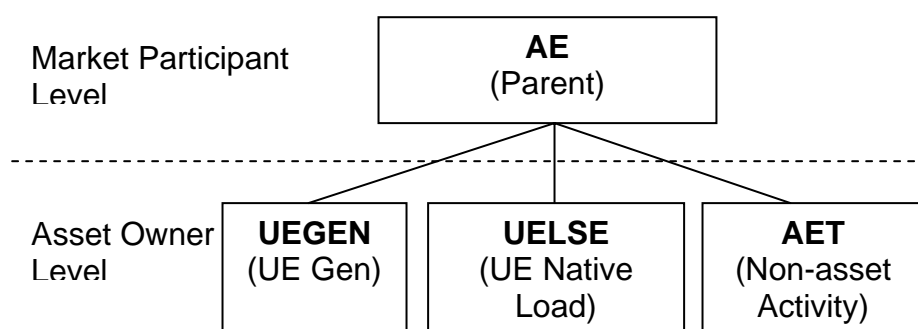 Market Participant
Level
AE
(Parent)
Asset Owner
Level
UEGEN
(UE Gen)
UELSE
(UE Native
Load)
AET
(Non-asset
Activity)